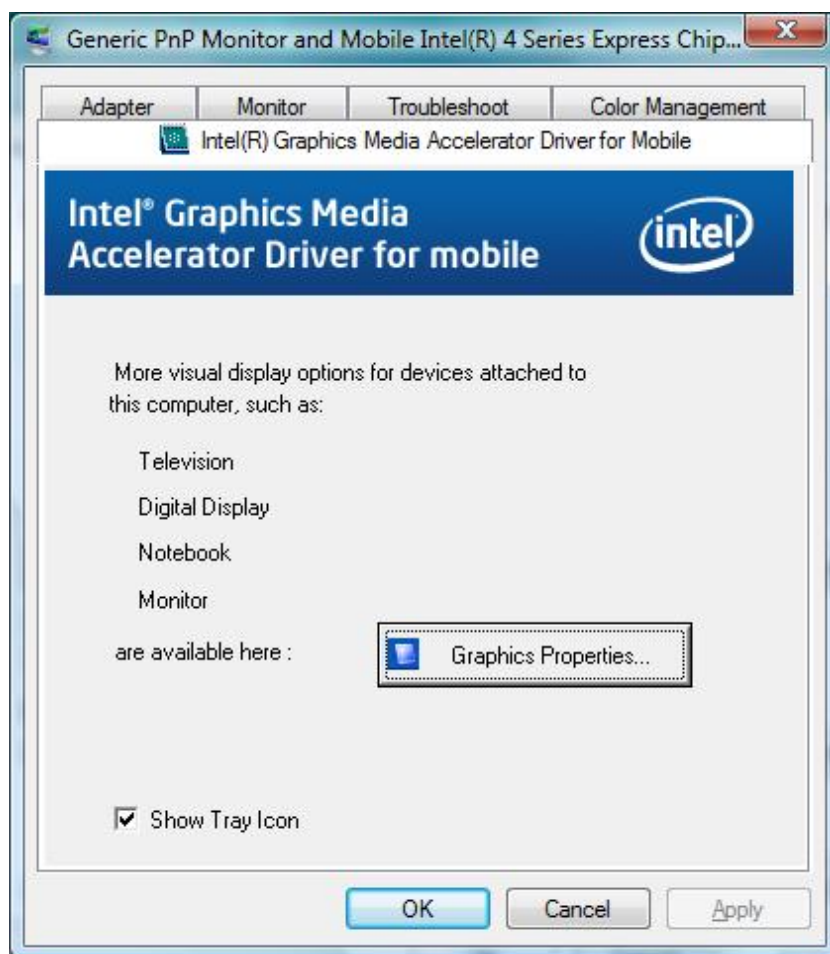 Generic PnP Monitor and Mobile Intel(R) 4 Series Express Chip...
Adapter Monitor Troubleshoot Color Management
Intel(R) Graphics Media Accelerator Driver for Mobile
Intel® Graphics Media
Accelerator Driver for mobile
intel
More visual display options for devices attached to
this computer, such as:
Television
Digital Display
Notebook
Monitor
are available here :
Graphics Properties...
Show Tray Icon
OK Cancel Apply